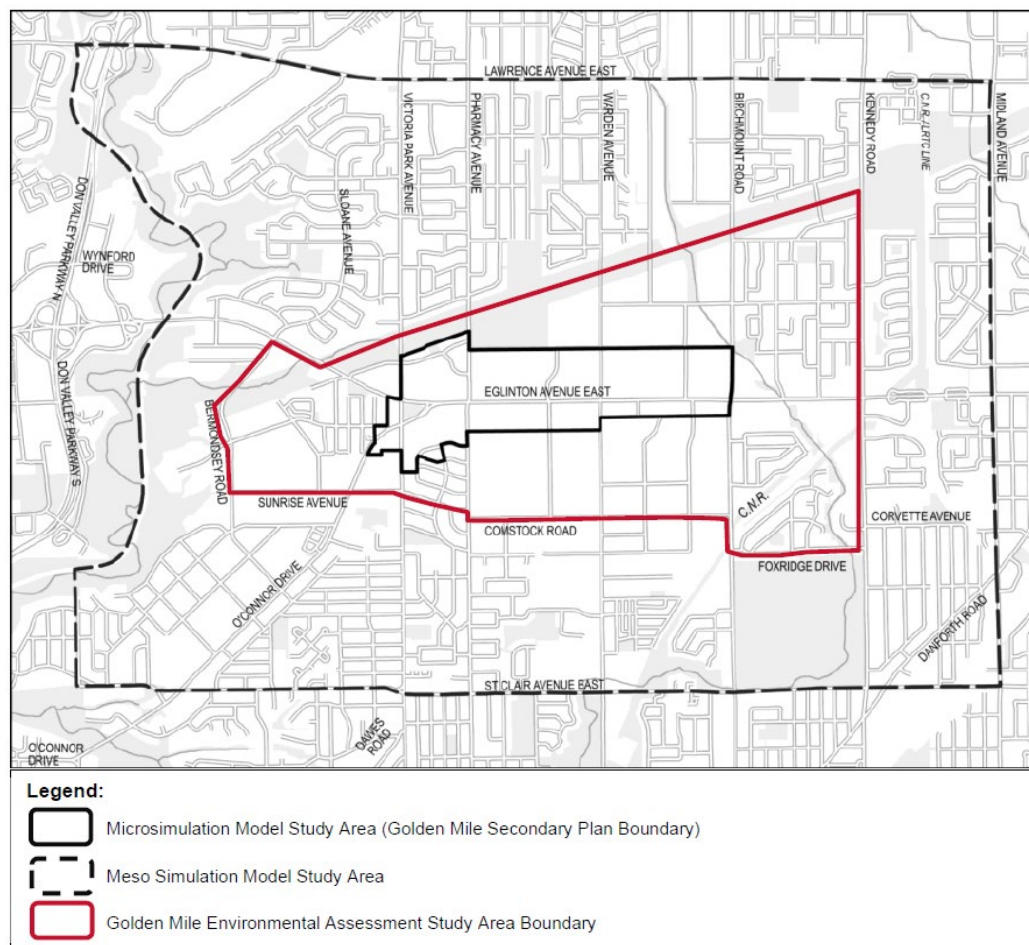 LAWRENCE AVENUE EAST
VICTORIA PARK AVENUE
PHARMACY AVENUE
WARDEN AVENUE
BIRCHMOUNT ROAD
KENNEDY ROAD
MIDLAND AVENUE
DON VALLEY PARKWAY N
SLOANE AVENUE
WYNFORD
DRIVE
DON VALLEY PARKWAY S
EGLINTON AVENUE EAST
BERMONDSEY ROAD
SUNRISE AVENUE
C.N.R.
CORVETTE AVENUE
COMSTOCK ROAD
FOXRIDGE DRIVE
O'CONNOR DRIVE
DANFORTH ROAD
ST CLAIR AVENUE EAST
DAWES
ROAD
O'CONNOR
DRIVE
Legend:
Microsimulation Model Study Area (Golden Mile Secondary Plan Boundary)
Meso Simulation Model Study Area
Golden Mile Environmental Assessment Study Area Boundary